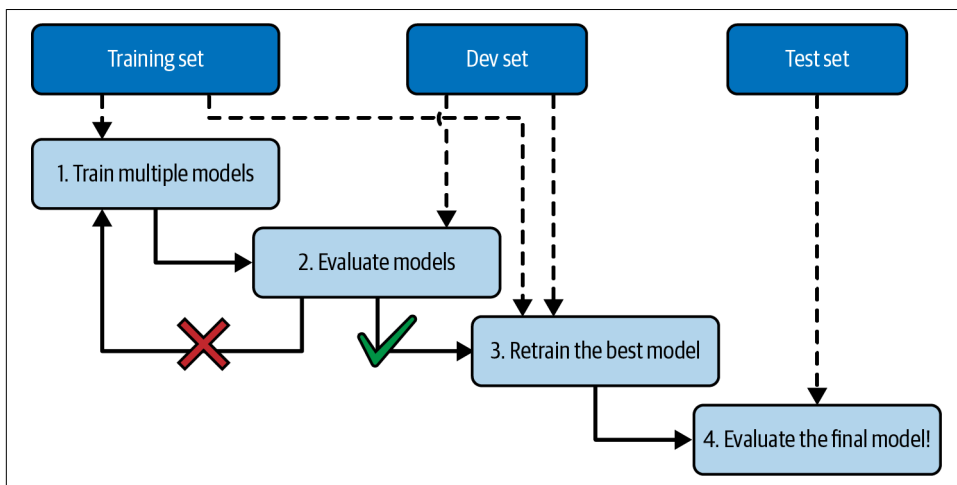 Training set
Dev set
Test set
1. Train multiple models
2. Evaluate models
3. Retrain the best model
4. Evaluate the final model!